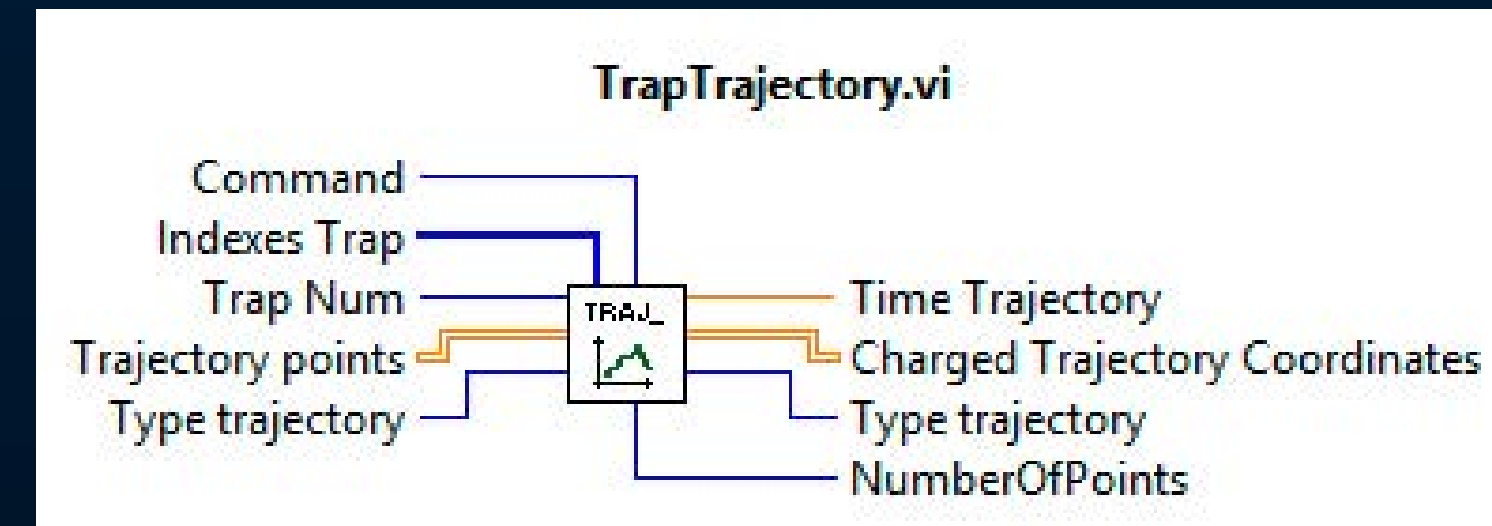 TrapTrajectory.vi
Command
Indexes Trap
Trap Num
Trajectory points
Type trajectory
TRAJ_
Time Trajectory
Charged Trajectory Coordinates
Type trajectory
NumberOfPoints